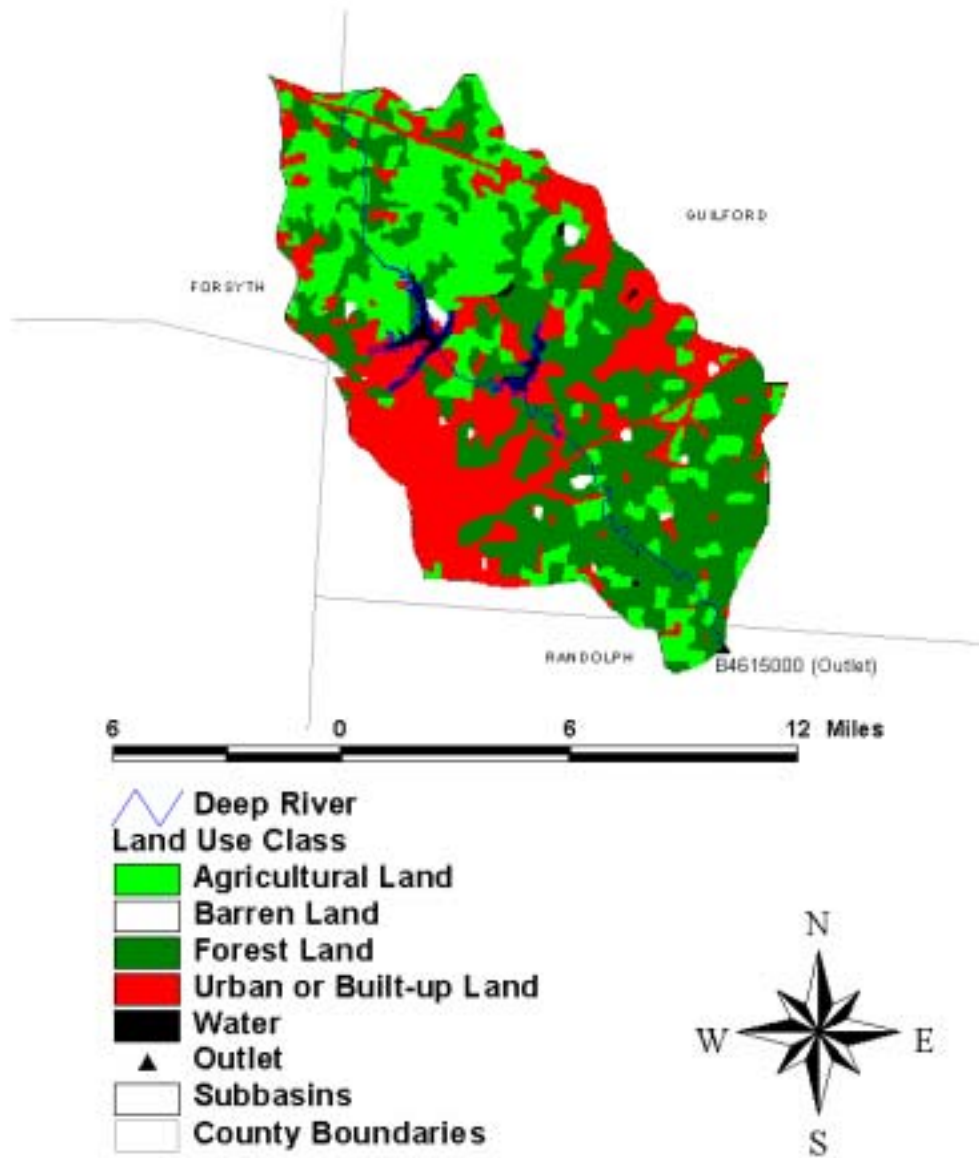 GUILFORD
FORSYTH
RANDOLPH
B4615000 (Outlet)
6 0 6 12 Miles
Deep River
Land Use Class
Agricultural Land
Barren Land
Forest Land
Urban or Built-up Land
Water
Outlet
Subbasins
County Boundaries
N
W E
S